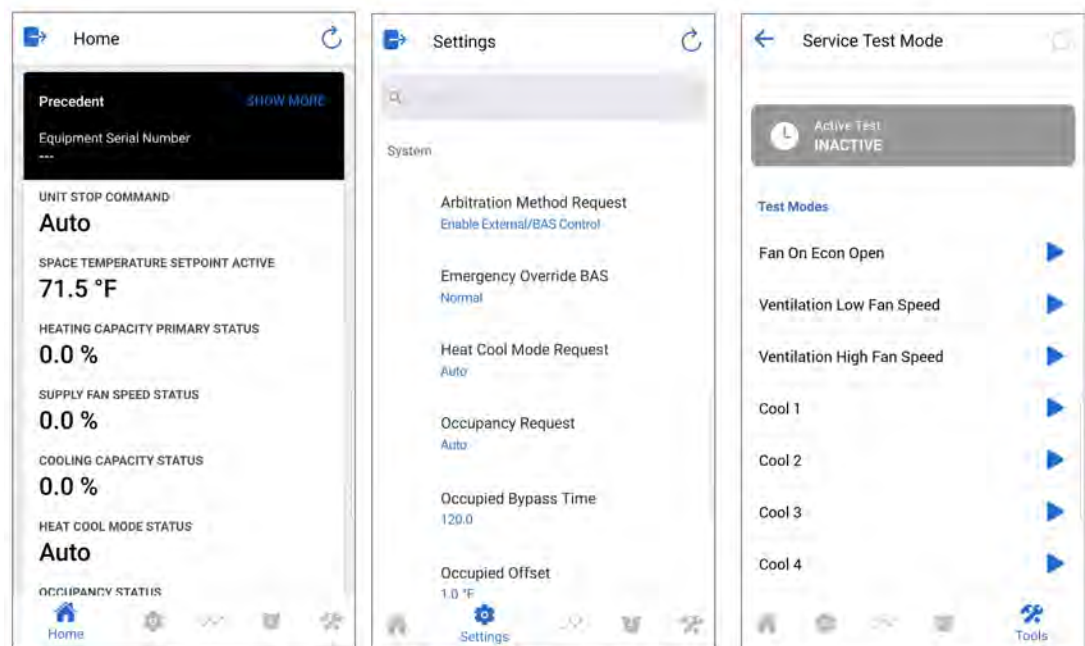 Home
Precedent
SHOW MORE
Equipment Serial Number
---
UNIT STOP COMMAND
Auto
SPACE TEMPERATURE SETPOINT ACTIVE
71.5 °F
HEATING CAPACITY PRIMARY STATUS
0.0 %
SUPPLY FAN SPEED STATUS
0.0 %
COOLING CAPACITY STATUS
0.0 %
HEAT COOL MODE STATUS
Auto
OCCUPANCY STATUS
Home
Settings
System
Arbitration Method Request
Enable External/BAS Control
Emergency Override BAS
Normal
Heat Cool Mode Request
Auto
Occupancy Request
Auto
Occupied Bypass Time
120.0
Occupied Offset
1.0 °F
Settings
Service Test Mode
Active Test
INACTIVE
Test Modes
Fan On Econ Open
Ventilation Low Fan Speed
Ventilation High Fan Speed
Cool 1
Cool 2
Cool 3
Cool 4
Tools